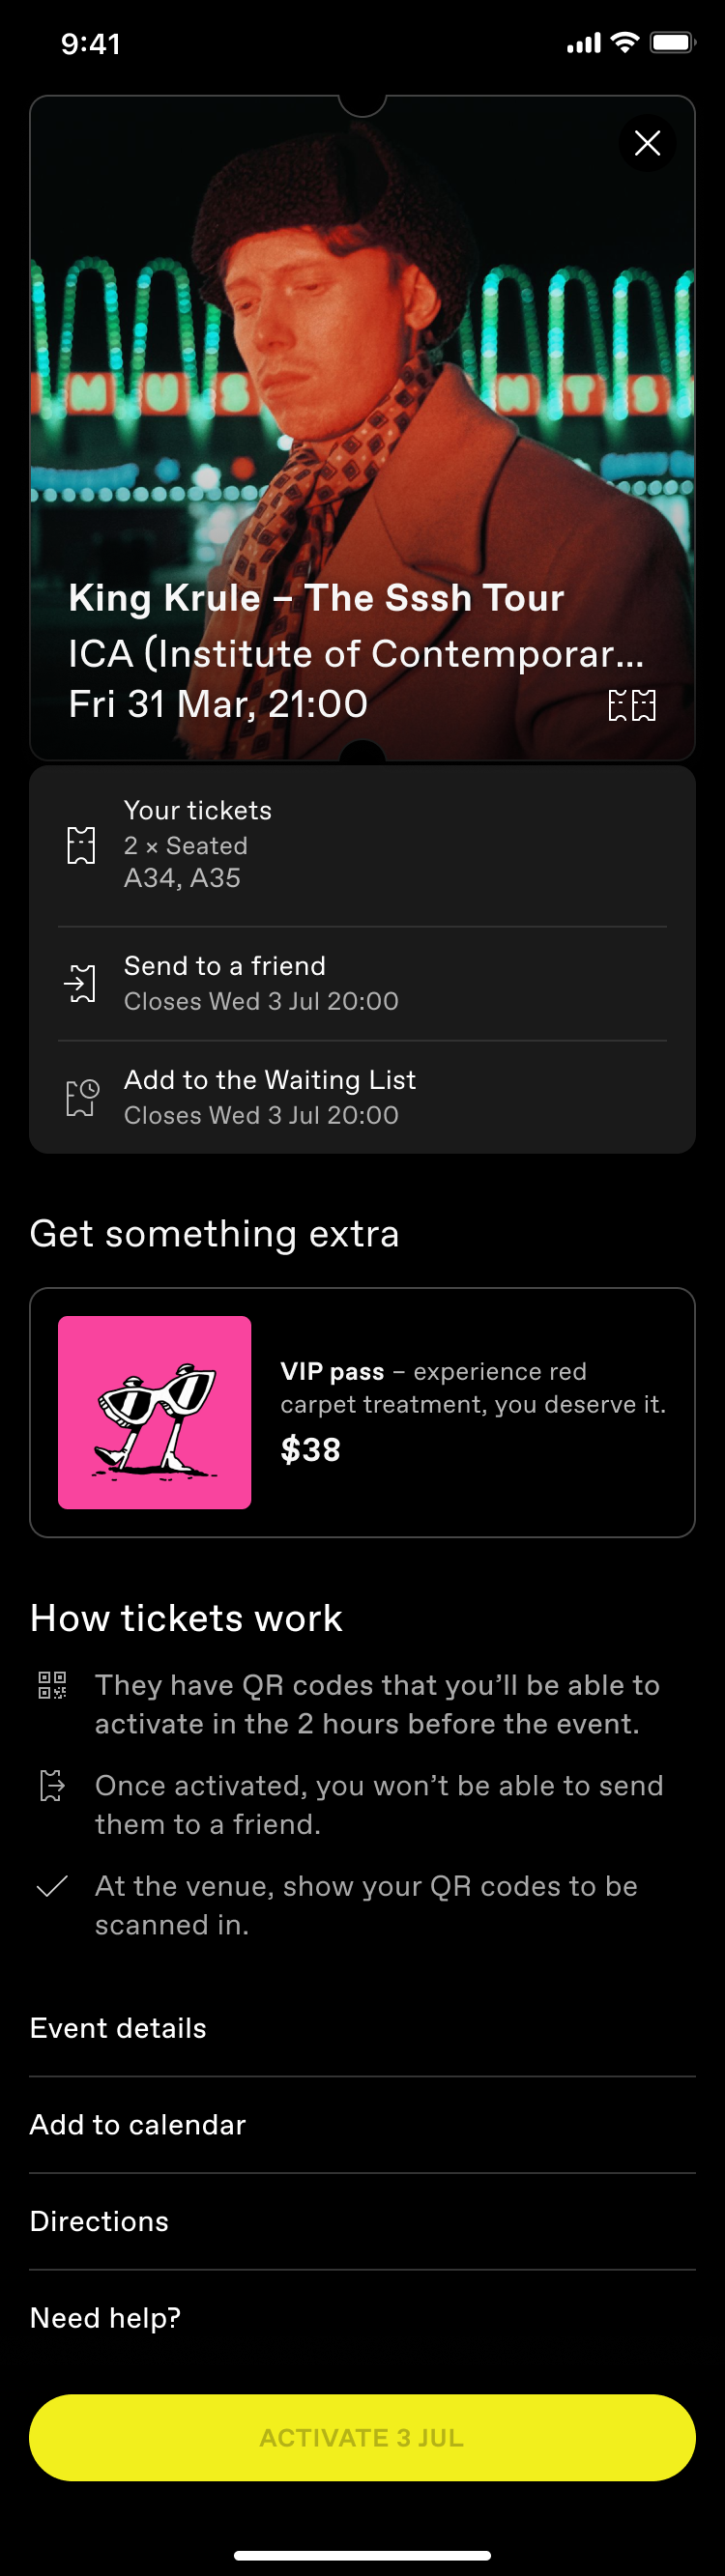 9:41
M U S
N T S
King Krule – The Sssh Tour
ICA (Institute of Contemporar...
Fri 31 Mar, 21:00
Your tickets
2 × Seated
A34, A35
Send to a friend
Closes Wed 3 Jul 20:00
Add to the Waiting List
Closes Wed 3 Jul 20:00
Get something extra
VIP pass – experience red
carpet treatment, you deserve it.
$38
How tickets work
They have QR codes that you’ll be able to
activate in the 2 hours before the event.
Once activated, you won’t be able to send
them to a friend.
At the venue, show your QR codes to be
scanned in.
Event details
Add to calendar
Directions
Need help?
ACTIVATE 3 JUL